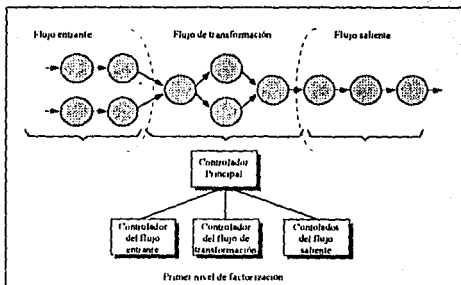 Flujo entrante Flujo de transformación Flujo saliente
Controlador
Principal
Controlador
del flujo
entrante
Controlador
del flujo de
transformación
Controlador
del flujo
saliente
Primer nivel de factorización